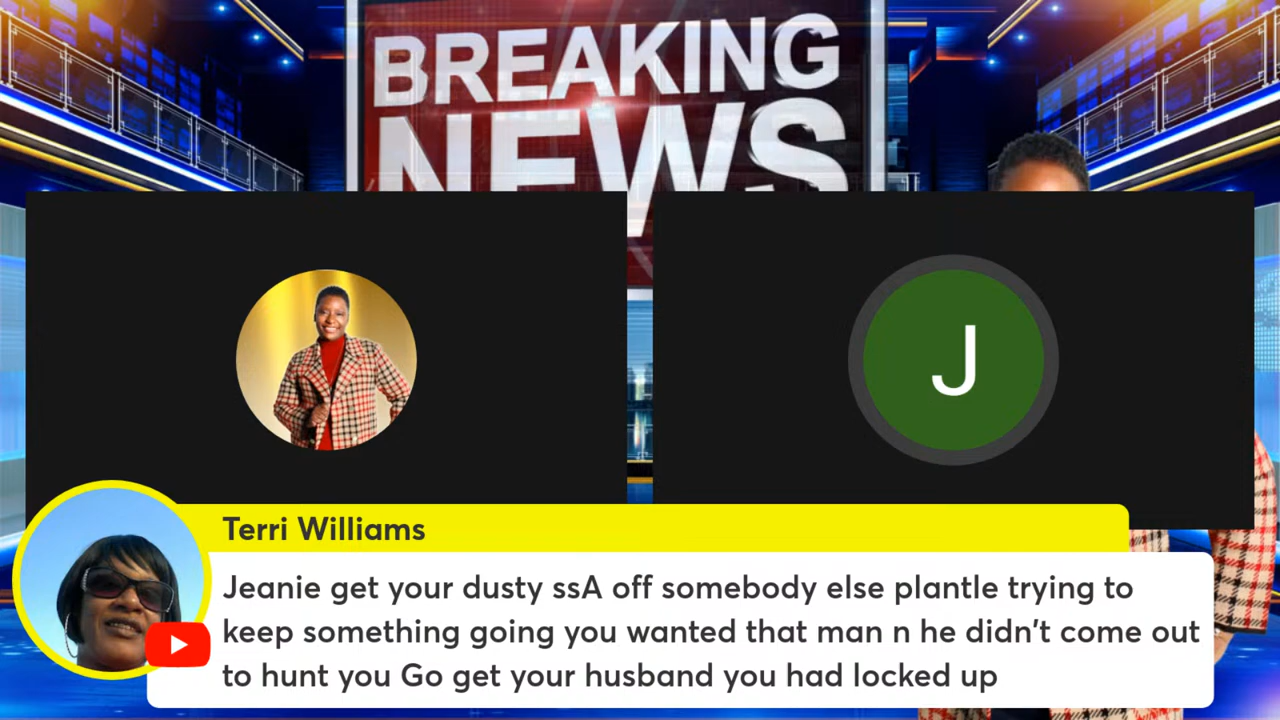 BREAKING
NEWS
J
Terri Williams
Jeanie get your dusty ssA off somebody else plantle trying to
keep something going you wanted that man n he didn't come out
to hunt you Go get your husband you had locked up